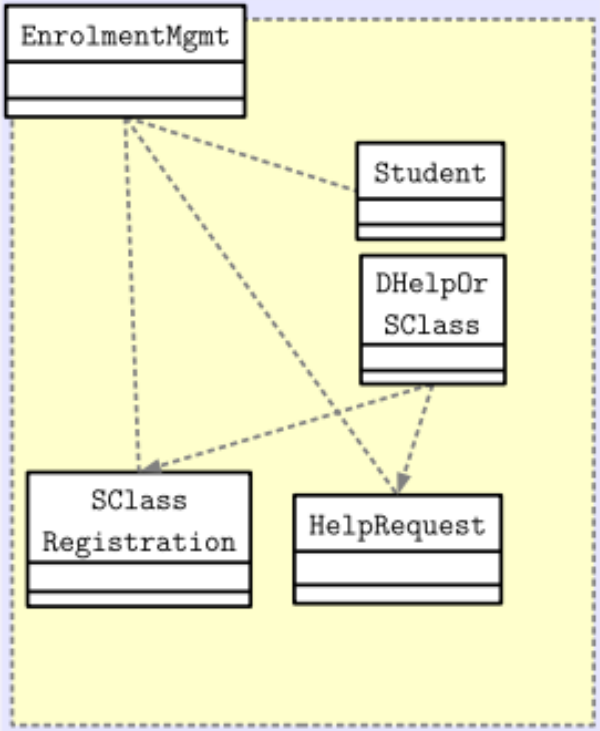 EnrolmentMgmt
Student
DHelpOr
SClass
SClass
Registration
HelpRequest